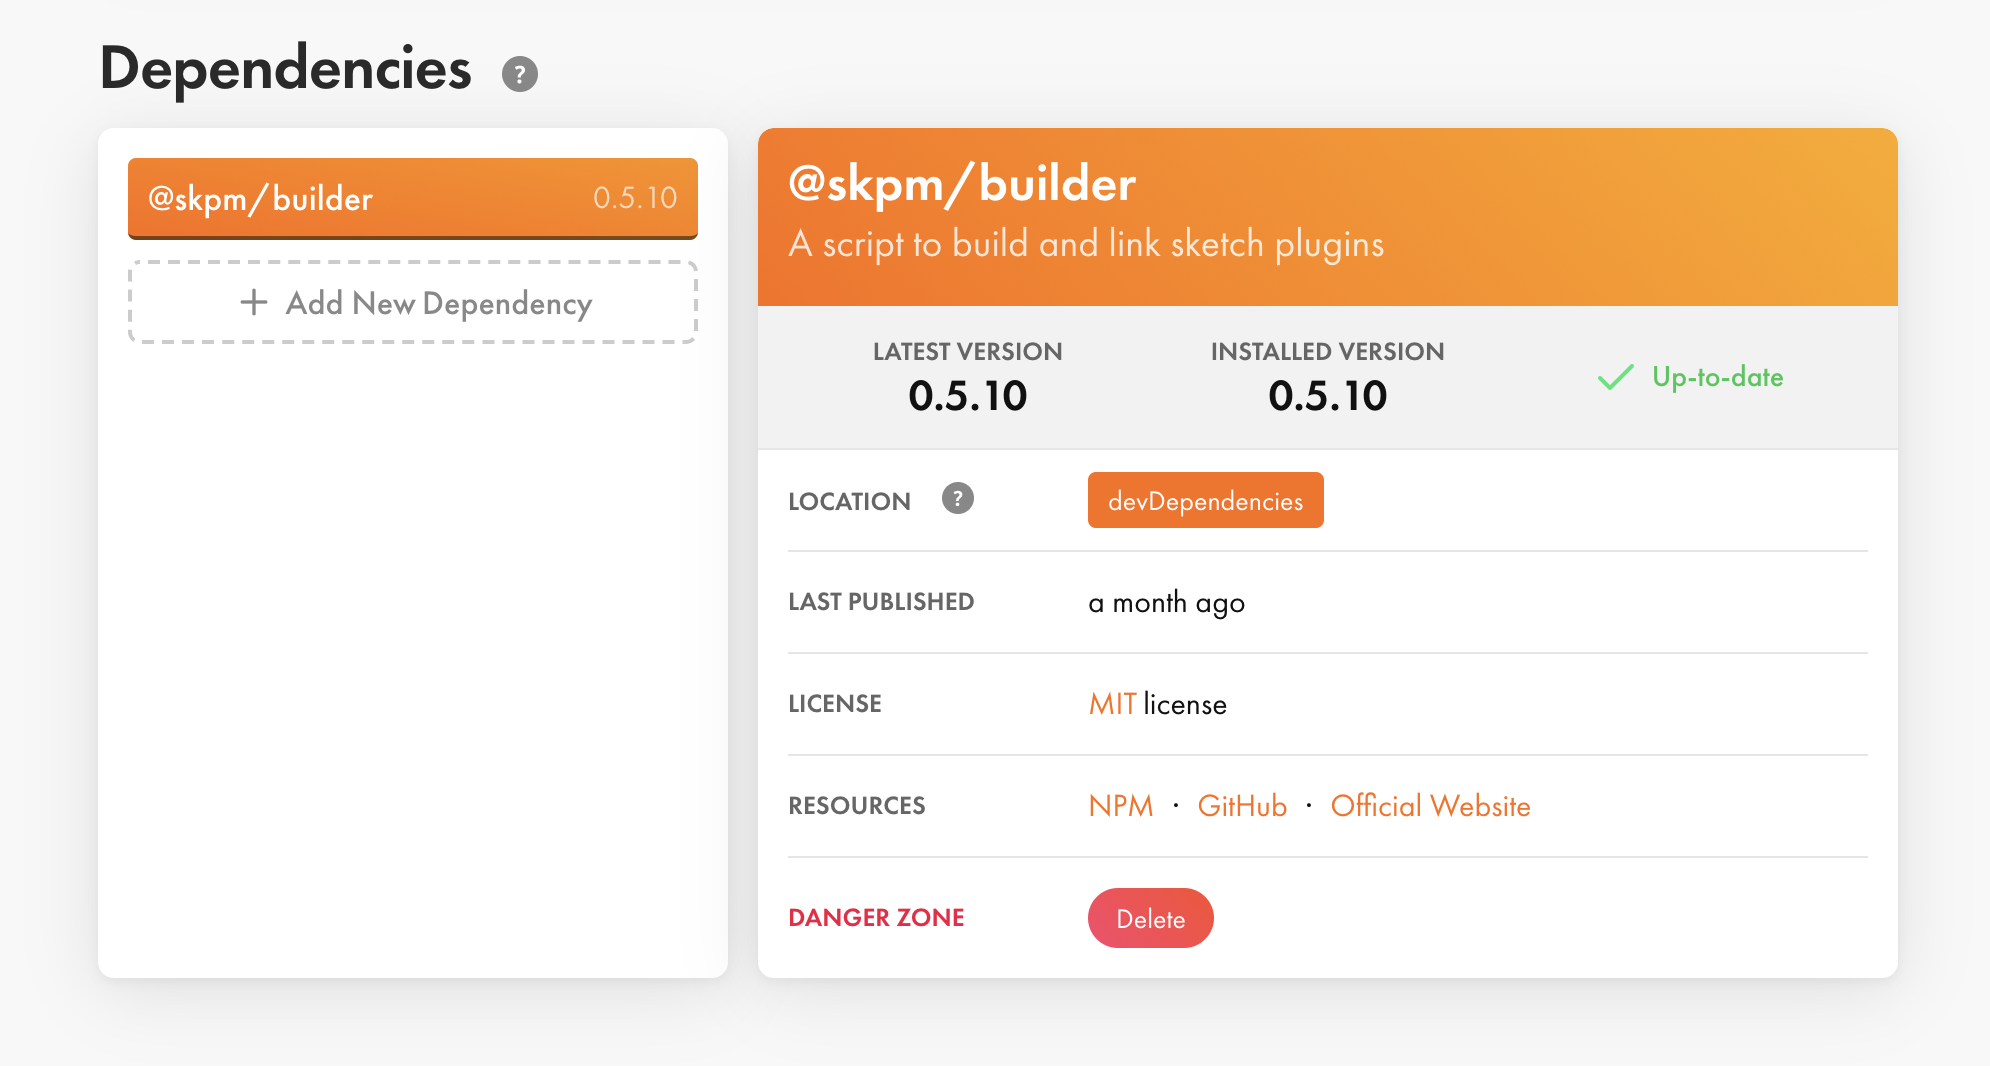 Dependencies ?
@skpm/builder 0.5.10
+ Add New Dependency
@skpm/builder
A script to build and link sketch plugins
LATEST VERSION
0.5.10
INSTALLED VERSION
0.5.10
Up-to-date
LOCATION ? devDependencies
LAST PUBLISHED a month ago
LICENSE MIT license
RESOURCES NPM · GitHub · Official Website
DANGER ZONE Delete